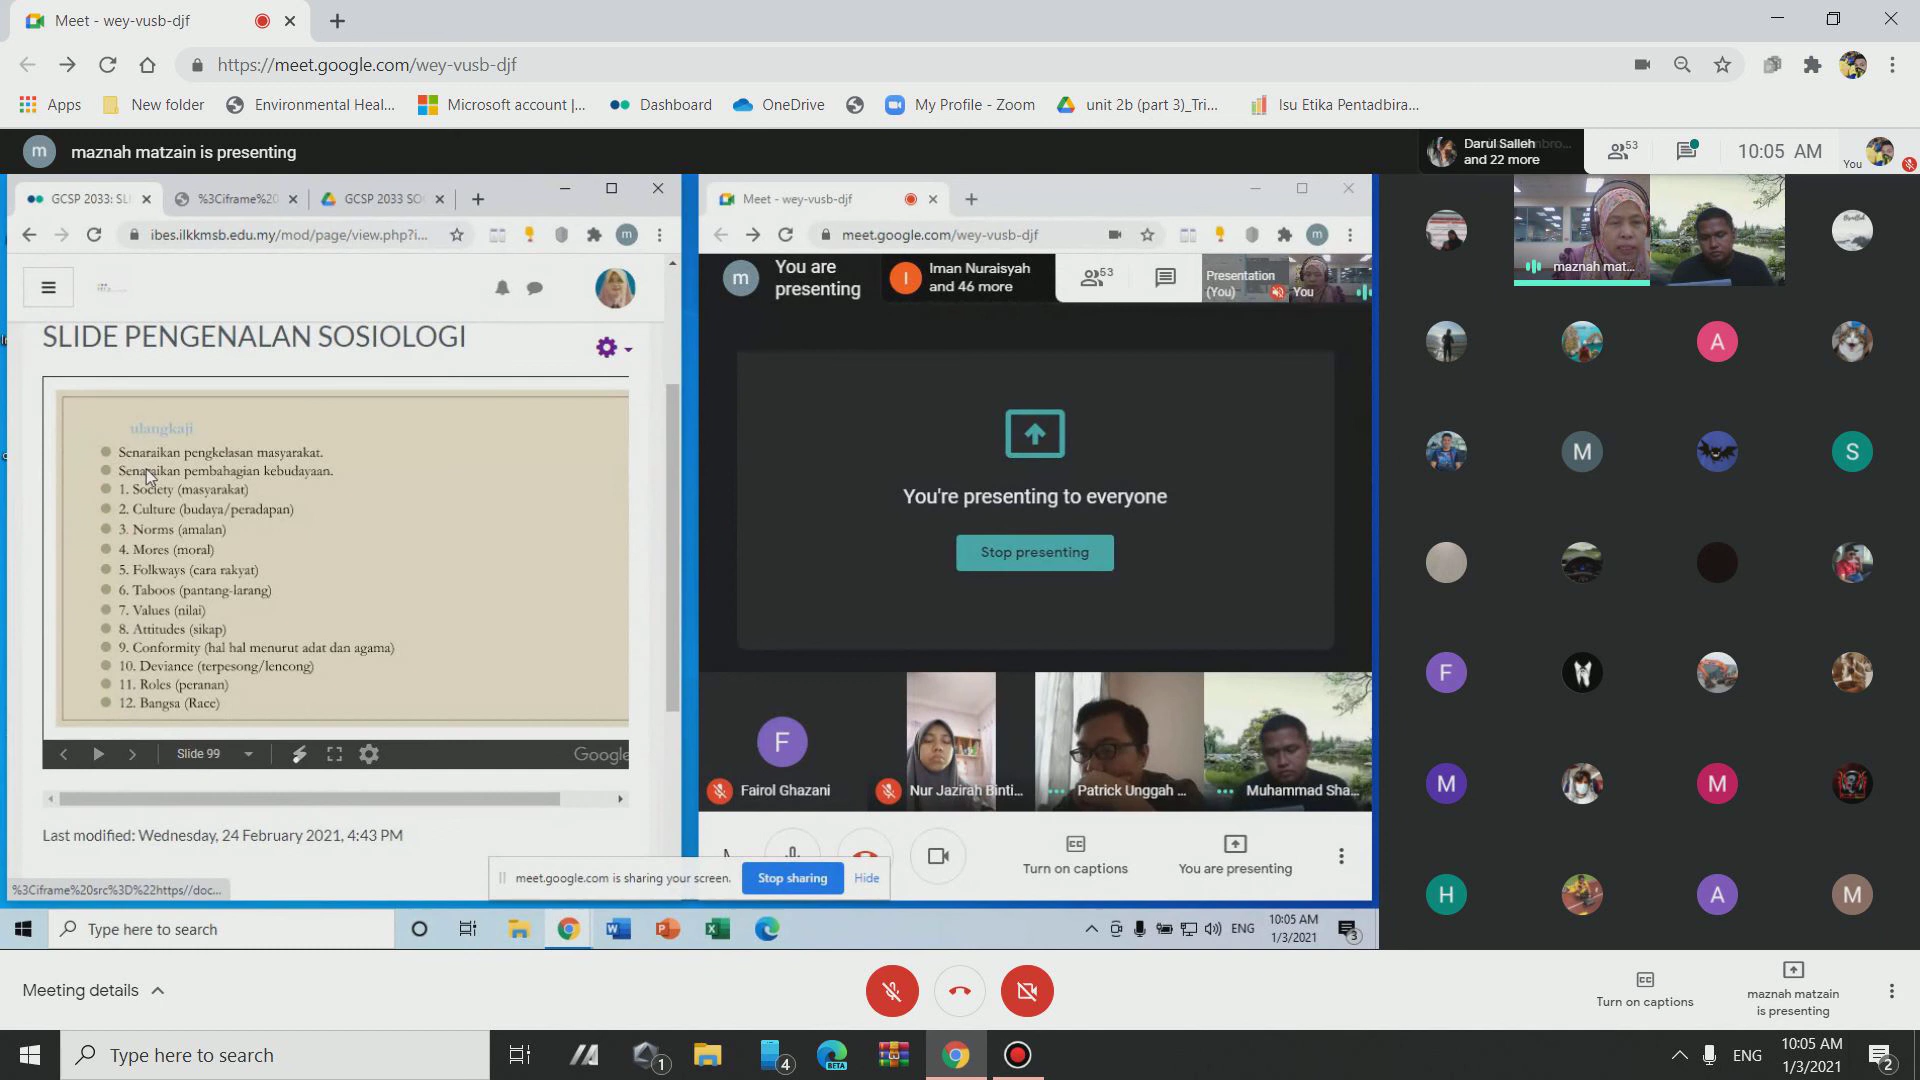 Meet - wey-vusb-djf
https://meet.google.com/wey-vusb-djf
Apps
New folder
Environmental Heal...
Microsoft account |...
Dashboard
OneDrive
My Profile - Zoom
unit 2b (part 3)_Tri...
Isu Etika Pentadbira...
m
maznah matzain is presenting
Darul Salleh
and 22 more
53
10:05 AM
You
GCSP 2033: SLI
%3Ciframe%20
GCSP 2033 SO
ibes.ilkkmsb.edu.my/mod/page/view.php?i...
m
SLIDE PENGENALAN SOSIOLOGI
ulangkaji
Senaraikan pengkelasan masyarakat.
Senaraikan pembahagian kebudayaan.
1. Society (masyarakat)
2. Culture (budaya/peradapan)
3. Norms (amalan)
4. Mores (moral)
5. Folkways (cara rakyat)
6. Taboos (pantang-larang)
7. Values (nilai)
8. Attitudes (sikap)
9. Conformity (hal hal menurut adat dan agama)
10. Deviance (terpesong/lencong)
11. Roles (peranan)
12. Bangsa (Race)
Slide 99
Google
Last modified: Wednesday, 24 February 2021, 4:43 PM
%3Ciframe%20src%3D%22https//doc...
Meet - wey-vusb-djf
meet.google.com/wey-vusb-djf
m
m
You are
presenting
I
Iman Nuraisyah
and 46 more
53
Presentation
(You)
You
You're presenting to everyone
Stop presenting
F
Fairol Ghazani
Nur Jazirah Binti...
Patrick Unggah ...
Muhammad Sha...
Turn on captions
You are presenting
meet.google.com is sharing your screen.
Stop sharing
Hide
Type here to search
ENG
10:05 AM
1/3/2021
3
maznah mat...
A
M
S
F
M
M
H
A
M
Meeting details
Turn on captions
maznah matzain
is presenting
Type here to search
1
4
BETA
ENG
10:05 AM
1/3/2021
2